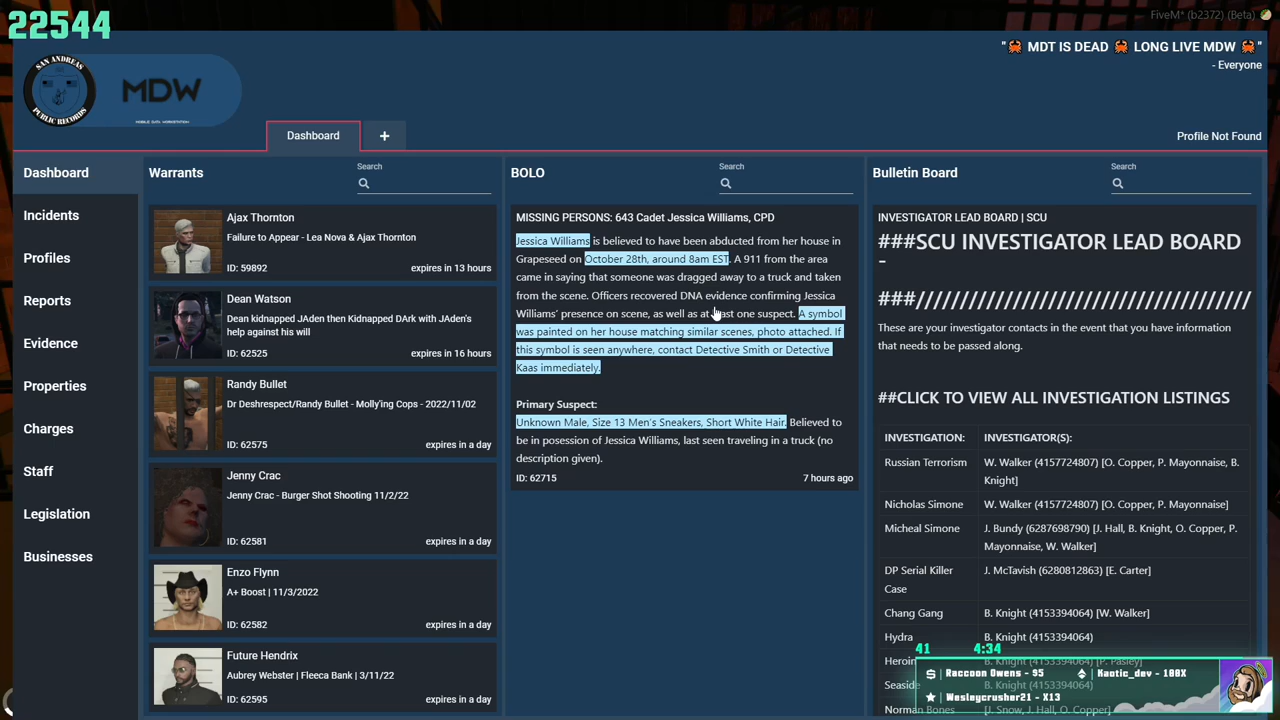 22544
FiveM* (b2372) (Beta)
" 🦀 MDT IS DEAD 🦀 LONG LIVE MDW 🦀 "
- Everyone
SAN ANDREAS
PUBLIC RECORDS
MDW
MOBILE DATA WORKSTATION
Dashboard
+
Profile Not Found
Dashboard
Incidents
Profiles
Reports
Evidence
Properties
Charges
Staff
Legislation
Businesses
Warrants
Search
Ajax Thornton
Failure to Appear - Lea Nova & Ajax Thornton
ID: 59892
expires in 13 hours
Dean Watson
Dean kidnapped JAden then Kidnapped DArk with JAden's
help against his will
ID: 62525
expires in 16 hours
Randy Bullet
Dr Deshrespect/Randy Bullet - Molly'ing Cops - 2022/11/02
ID: 62575
expires in a day
Jenny Crac
Jenny Crac - Burger Shot Shooting 11/2/22
ID: 62581
expires in a day
Enzo Flynn
A+ Boost | 11/3/2022
ID: 62582
expires in a day
Future Hendrix
Aubrey Webster | Fleeca Bank | 3/11/22
ID: 62595
expires in a day
BOLO
Search
MISSING PERSONS: 643 Cadet Jessica Williams, CPD
Jessica Williams is believed to have been abducted from her house in
Grapeseed on October 28th, around 8am EST. A 911 from the area
came in saying that someone was dragged away to a truck and taken
from the scene. Officers recovered DNA evidence confirming Jessica
Williams' presence on scene, as well as at least one suspect. A symbol
was painted on her house matching similar scenes, photo attached. If
this symbol is seen anywhere, contact Detective Smith or Detective
Kaas immediately.
Primary Suspect:
Unknown Male, Size 13 Men's Sneakers, Short White Hair. Believed to
be in posession of Jessica Williams, last seen traveling in a truck (no
description given).
ID: 62715
7 hours ago
Bulletin Board
Search
INVESTIGATOR LEAD BOARD | SCU
###SCU INVESTIGATOR LEAD BOARD
-
###///////////////////////////////////
These are your investigator contacts in the event that you have information
that needs to be passed along.
##CLICK TO VIEW ALL INVESTIGATION LISTINGS
INVESTIGATION: INVESTIGATOR(S):
Russian Terrorism W. Walker (4157724807) [O. Copper, P. Mayonnaise, B.
Knight]
Nicholas Simone W. Walker (4157724807) [O. Copper, P. Mayonnaise]
Micheal Simone J. Bundy (6287698790) [J. Hall, B. Knight, O. Copper, P.
Mayonnaise, W. Walker]
DP Serial Killer J. McTavish (6280812863) [E. Carter]
Case
Chang Gang B. Knight (4153394064) [W. Walker]
Hydra B. Knight (4153394064)
Heroin B. Knight (4153394064) [P. Pasley]
Seaside B. Knight (4153394064)
Norman Bones [J. Snow, J. Hall, O. Copper]
41 4:34
Raccoon Owens - 95
Kaotic_dev - 100X
Wesleycrusher21 - X13